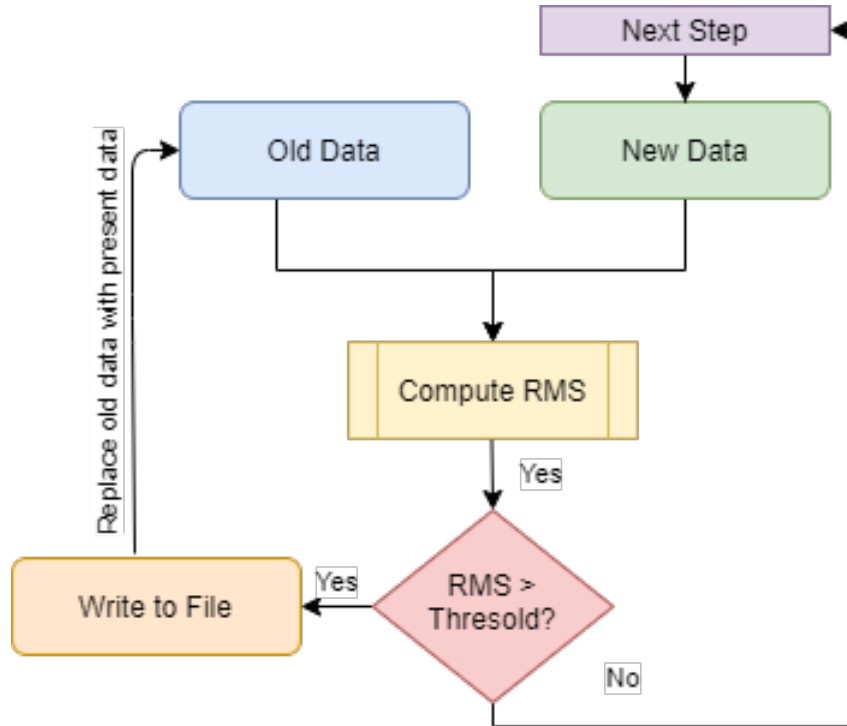 Next Step
Old Data
New Data
Replace old data with present data
Compute RMS
Yes
RMS >
Thresold?
Yes
Write to File
No